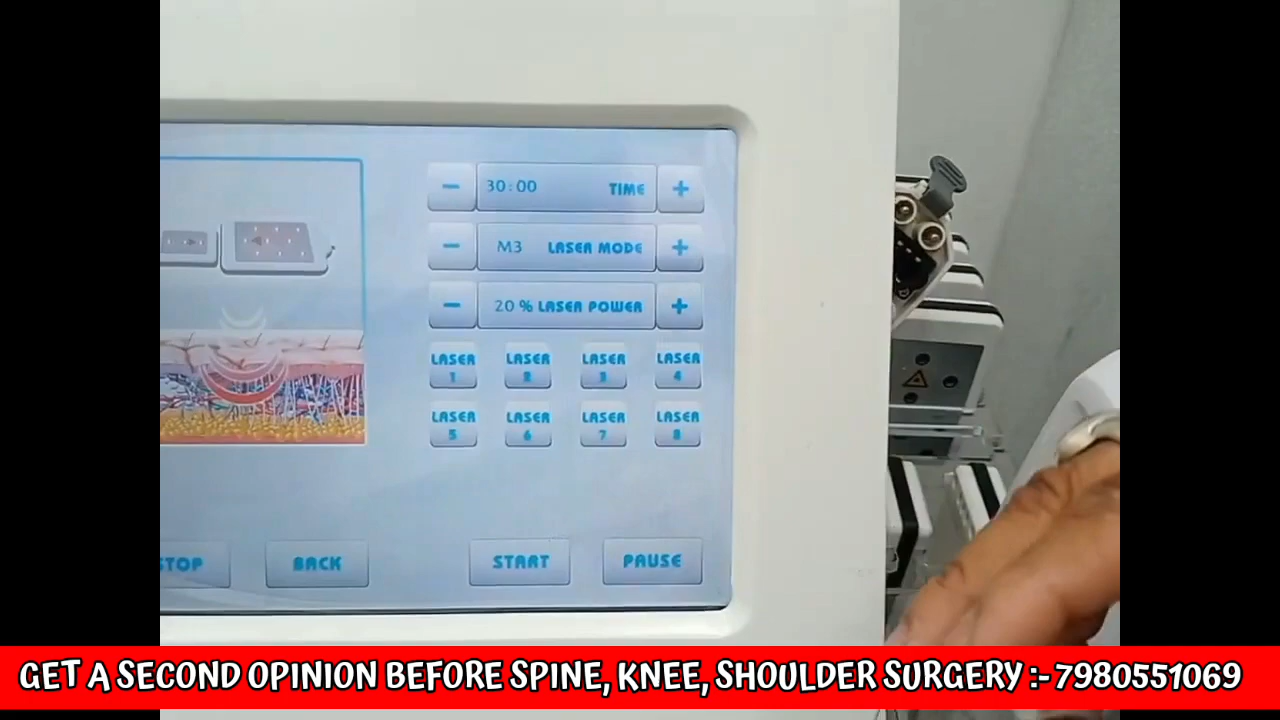 30:00 TIME
M3 LASER MODE
20 % LASER POWER
LASER 1
LASER 2
LASER 3
LASER 4
LASER 5
LASER 6
LASER 7
LASER 8
STOP
BACK
START
PAUSE
GET A SECOND OPINION BEFORE SPINE, KNEE, SHOULDER SURGERY :- 7980551069